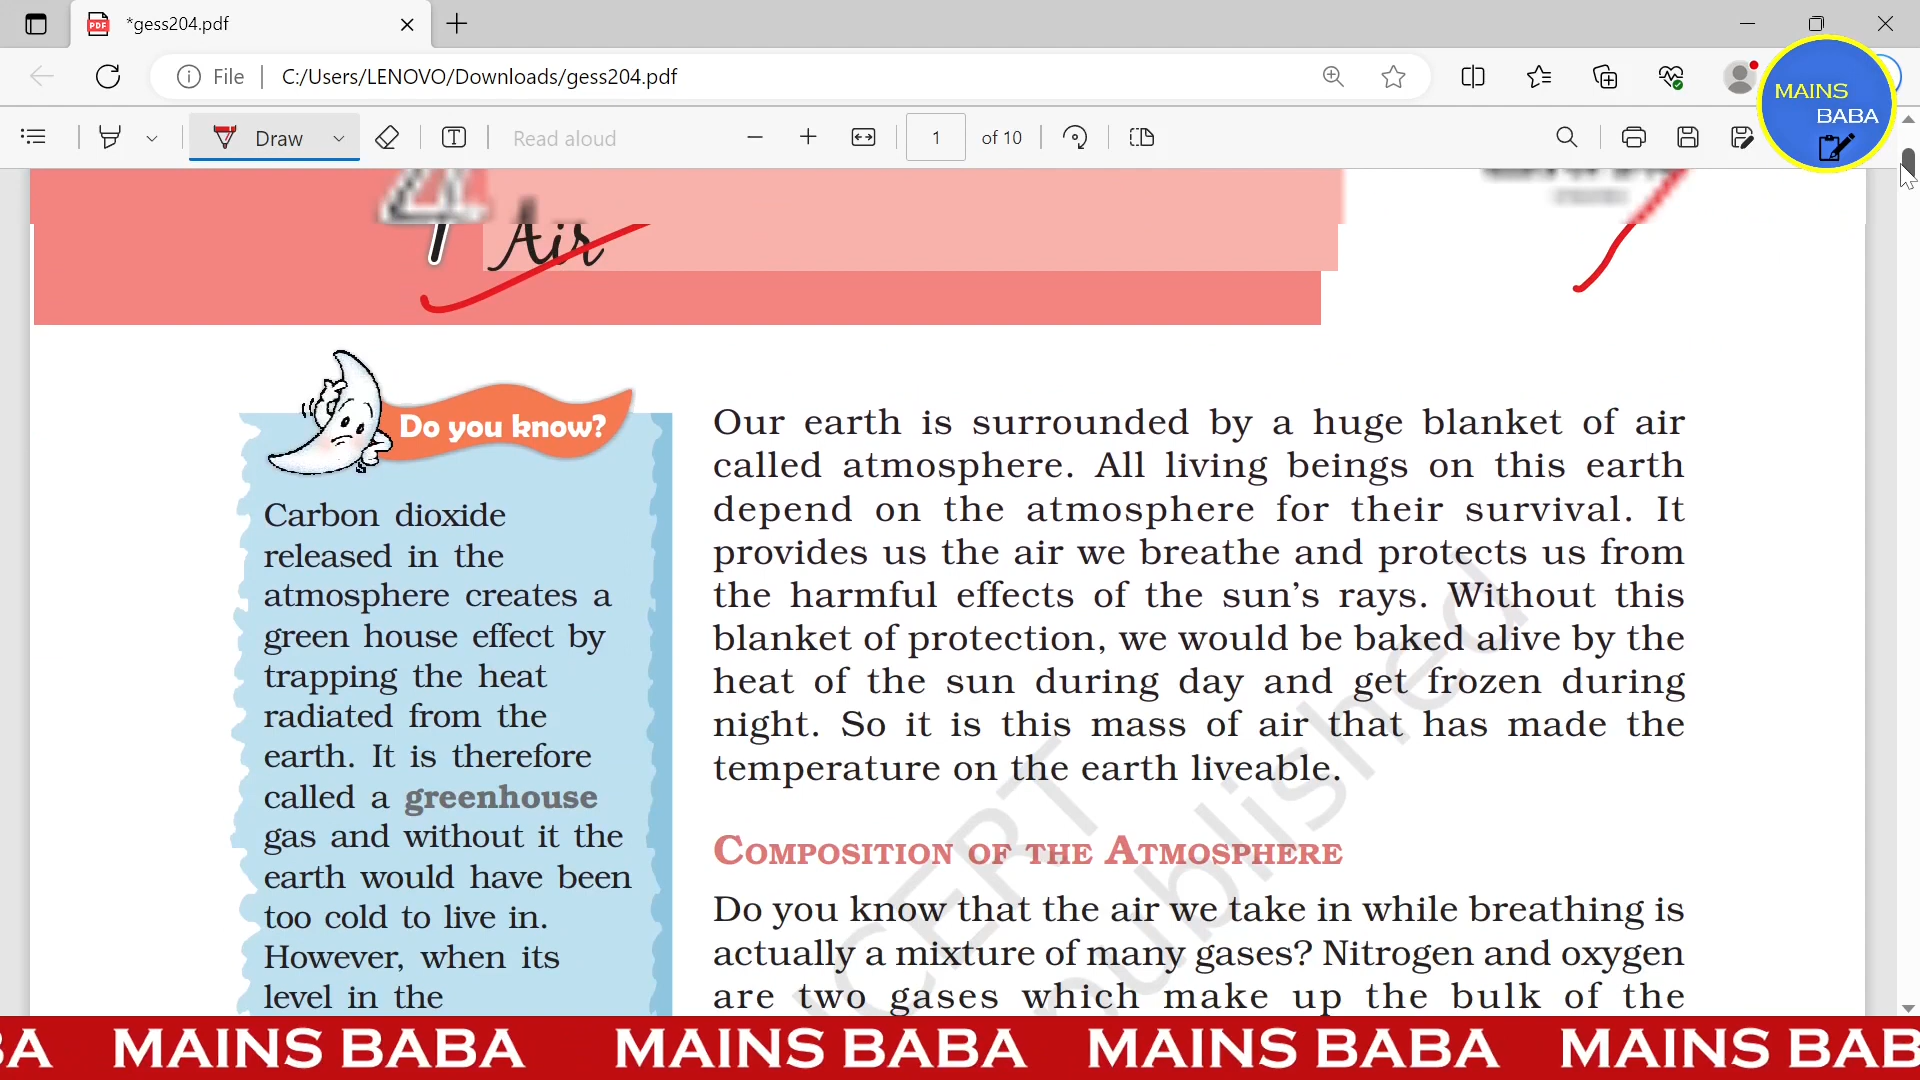 *gess204.pdf
File
C:/Users/LENOVO/Downloads/gess204.pdf
MAINS
BABA
Draw
Read aloud
1 of 10
4 Air
Do you know?
Carbon dioxide
released in the
atmosphere creates a
green house effect by
trapping the heat
radiated from the
earth. It is therefore
called a greenhouse
gas and without it the
earth would have been
too cold to live in.
However, when its
level in the
Our earth is surrounded by a huge blanket of air
called atmosphere. All living beings on this earth
depend on the atmosphere for their survival. It
provides us the air we breathe and protects us from
the harmful effects of the sun's rays. Without this
blanket of protection, we would be baked alive by the
heat of the sun during day and get frozen during
night. So it is this mass of air that has made the
temperature on the earth liveable.
COMPOSITION OF THE ATMOSPHERE
Do you know that the air we take in while breathing is
actually a mixture of many gases? Nitrogen and oxygen
are two gases which make up the bulk of the
published
BA MAINS BABA MAINS BABA MAINS BABA MAINS BAB